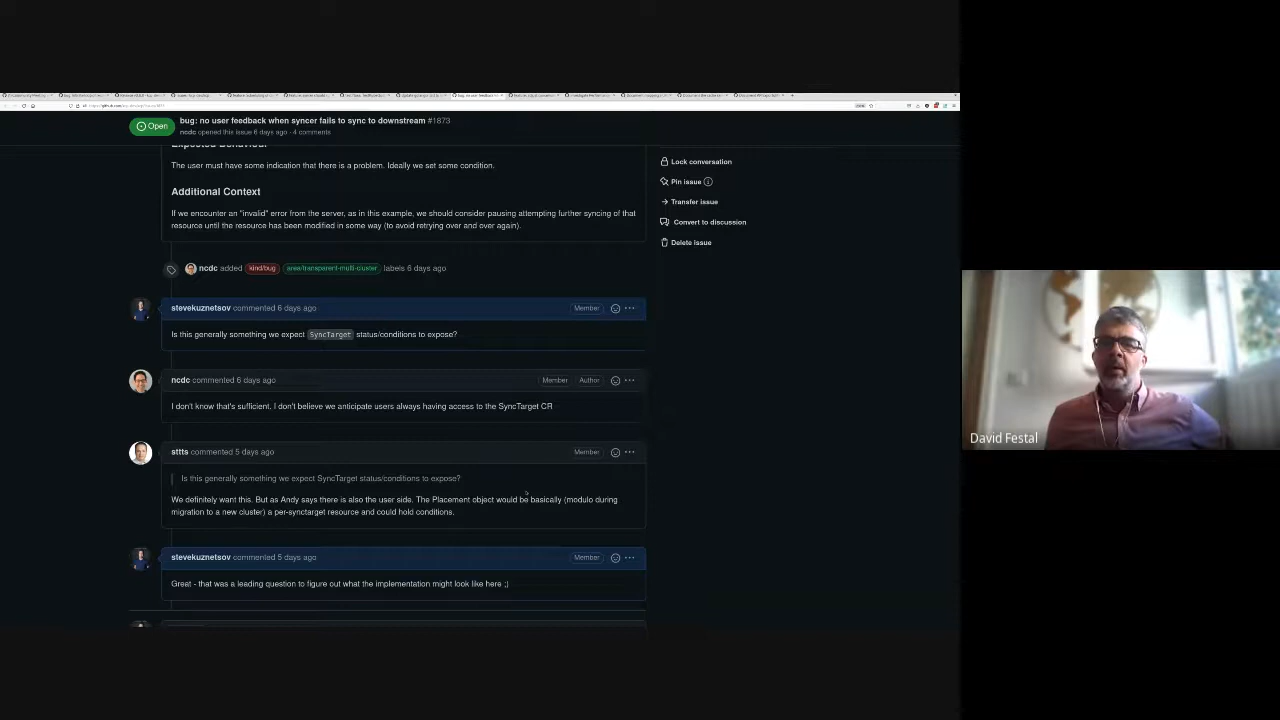 Open
bug: no user feedback when syncer fails to sync to downstream #1873
ncdc opened this issue 6 days ago · 4 comments
Expected Behaviour
The user must have some indication that there is a problem. Ideally we set some condition.
Additional Context
If we encounter an "invalid" error from the server, as in this example, we should consider pausing attempting further syncing of that
resource until the resource has been modified in some way (to avoid retrying over and over again).
ncdc added kind/bug area/transparent-multi-cluster labels 6 days ago
stevekuznetsov commented 6 days ago Member
Is this generally something we expect SyncTarget status/conditions to expose?
ncdc commented 6 days ago Member Author
I don't know that's sufficient. I don't believe we anticipate users always having access to the SyncTarget CR
sttts commented 5 days ago Member
Is this generally something we expect SyncTarget status/conditions to expose?
We definitely want this. But as Andy says there is also the user side. The Placement object would be basically (modulo during
migration to a new cluster) a per-synctarget resource and could hold conditions.
stevekuznetsov commented 5 days ago Member
Great - that was a leading question to figure out what the implementation might look like here ;)
Lock conversation
Pin issue
Transfer issue
Convert to discussion
Delete issue
David Festal